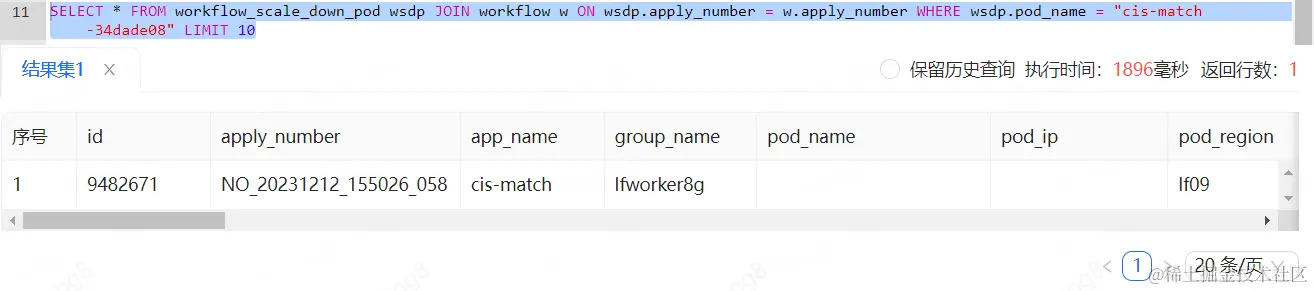 11 SELECT * FROM workflow_scale_down_pod wsdp JOIN workflow w ON wsdp.apply_number = w.apply_number WHERE wsdp.pod_name = "cis-match
-34dade08" LIMIT 10
结果集1 × 保留历史查询 执行时间：1896毫秒 返回行数：1
序号 id apply_number app_name group_name pod_name pod_ip pod_region
1 9482671 NO_20231212_155026_058 cis-match lfworker8g lf09
< 1 > 20 条/页
@稀土掘金技术社区